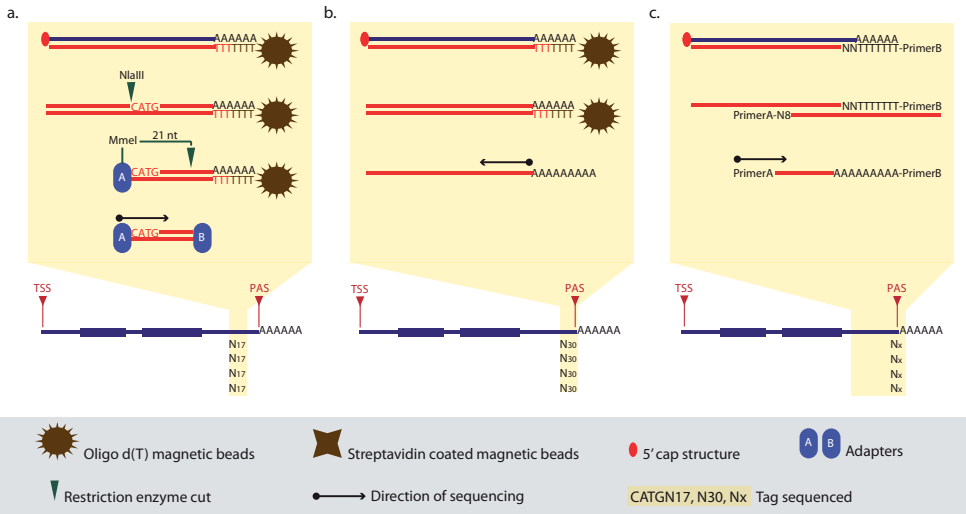 a.
AAAAAA
TTTTTTT
NlaIII
CATG
AAAAAA
TTTTTTT
MmeI
21 nt
A
CATG
AAAAAA
TTTTTTT
A
CATG
B
TSS
PAS
AAAAAA
N17
N17
N17
N17
b.
AAAAAA
TTTTTTT
AAAAAA
TTTTTTT
AAAAAAAAA
TSS
PAS
AAAAAA
N30
N30
N30
N30
c.
AAAAAA
NNTTTTTTT-PrimerB
NNTTTTTTT-PrimerB
PrimerA-N8
PrimerA
AAAAAAAAA-PrimerB
TSS
PAS
AAAAAA
Nx
Nx
Nx
Nx
Oligo d(T) magnetic beads
Streptavidin coated magnetic beads
5' cap structure
A B Adapters
Restriction enzyme cut
Direction of sequencing
CATGN17, N30, Nx Tag sequenced